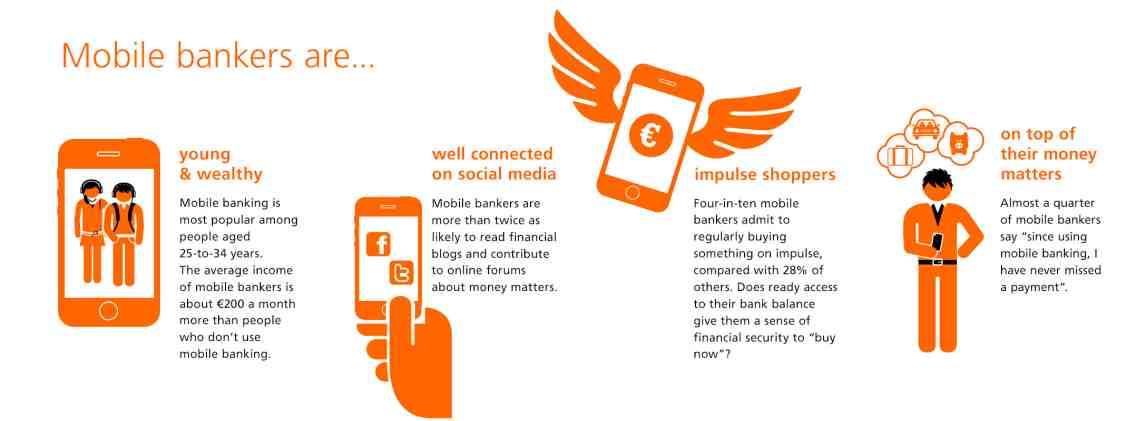 Mobile bankers are...
young
& wealthy
Mobile banking is
most popular among
people aged
25-to-34 years.
The average income
of mobile bankers is
about €200 a month
more than people
who don't use
mobile banking.
f
t
well connected
on social media
Mobile bankers are
more than twice as
likely to read financial
blogs and contribute
to online forums
about money matters.
€
impulse shoppers
Four-in-ten mobile
bankers admit to
regularly buying
something on impulse,
compared with 28% of
others. Does ready access
to their bank balance
give them a sense of
financial security to "buy
now"?
on top of
their money
matters
Almost a quarter
of mobile bankers
say "since using
mobile banking, I
have never missed
a payment".